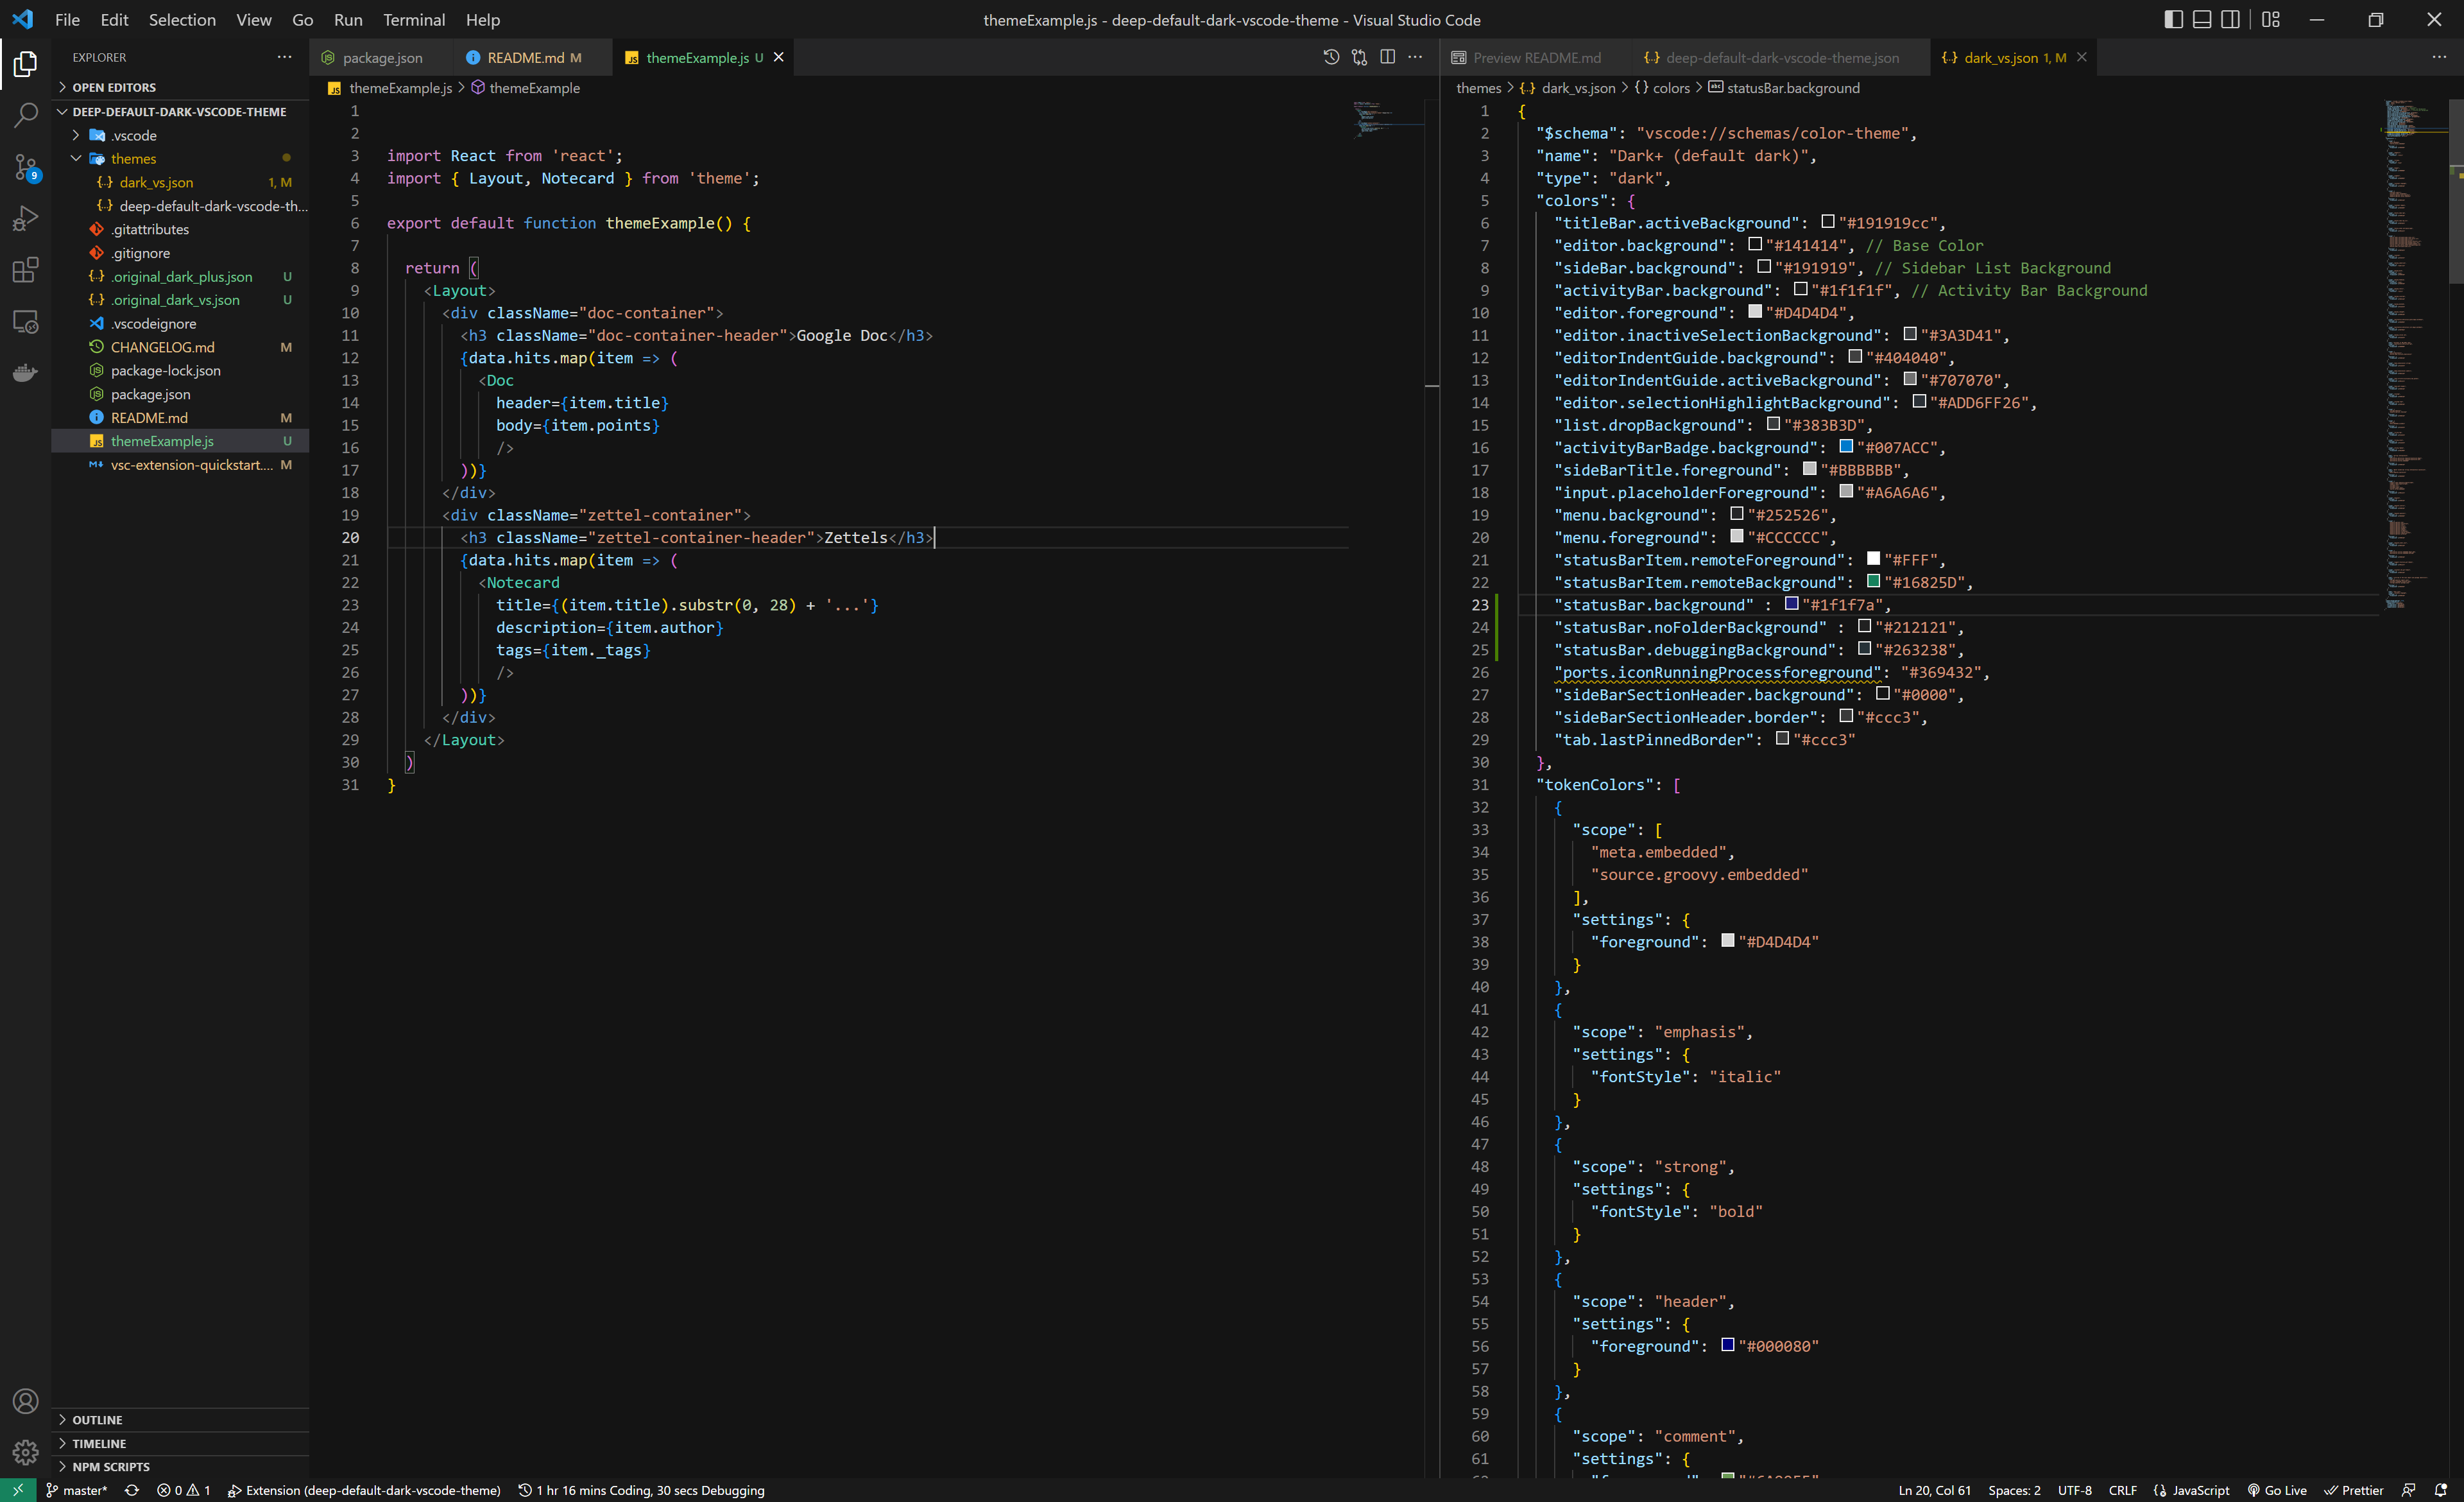 File Edit Selection View Go Run Terminal Help
themeExample.js - deep-default-dark-vscode-theme - Visual Studio Code
EXPLORER
OPEN EDITORS
DEEP-DEFAULT-DARK-VSCODE-THEME
.vscode
themes
dark_vs.json 1, M
deep-default-dark-vscode-th...
.gitattributes
.gitignore
.original_dark_plus.json U
.original_dark_vs.json U
.vscodeignore
CHANGELOG.md M
package-lock.json
package.json
README.md M
themeExample.js U
vsc-extension-quickstart.... M
OUTLINE
TIMELINE
NPM SCRIPTS
9
package.json README.md M themeExample.js U
themeExample.js > themeExample
1
2
3 import React from 'react';
4 import { Layout, Notecard } from 'theme';
5
6 export default function themeExample() {
7
8 return (
9 <Layout>
10 <div className="doc-container">
11 <h3 className="doc-container-header">Google Doc</h3>
12 {data.hits.map(item => (
13 <Doc
14 header={item.title}
15 body={item.points}
16 />
17 ))}
18 </div>
19 <div className="zettel-container">
20 <h3 className="zettel-container-header">Zettels</h3>
21 {data.hits.map(item => (
22 <Notecard
23 title={(item.title).substr(0, 28) + '...'}
24 description={item.author}
25 tags={item._tags}
26 />
27 ))}
28 </div>
29 </Layout>
30 )
31 }
Preview README.md deep-default-dark-vscode-theme.json dark_vs.json 1, M
themes > dark_vs.json > {} colors > statusBar.background
1 {
2 "$schema": "vscode://schemas/color-theme",
3 "name": "Dark+ (default dark)",
4 "type": "dark",
5 "colors": {
6 "titleBar.activeBackground": "#191919cc",
7 "editor.background": "#141414", // Base Color
8 "sideBar.background": "#191919", // Sidebar List Background
9 "activityBar.background": "#1f1f1f", // Activity Bar Background
10 "editor.foreground": "#D4D4D4",
11 "editor.inactiveSelectionBackground": "#3A3D41",
12 "editorIndentGuide.background": "#404040",
13 "editorIndentGuide.activeBackground": "#707070",
14 "editor.selectionHighlightBackground": "#ADD6FF26",
15 "list.dropBackground": "#383B3D",
16 "activityBarBadge.background": "#007ACC",
17 "sideBarTitle.foreground": "#BBBBBB",
18 "input.placeholderForeground": "#A6A6A6",
19 "menu.background": "#252526",
20 "menu.foreground": "#CCCCCC",
21 "statusBarItem.remoteForeground": "#FFF",
22 "statusBarItem.remoteBackground": "#16825D",
23 "statusBar.background" : "#1f1f7a",
24 "statusBar.noFolderBackground" : "#212121",
25 "statusBar.debuggingBackground": "#263238",
26 "ports.iconRunningProcessforeground": "#369432",
27 "sideBarSectionHeader.background": "#0000",
28 "sideBarSectionHeader.border": "#ccc3",
29 "tab.lastPinnedBorder": "#ccc3"
30 },
31 "tokenColors": [
32 {
33 "scope": [
34 "meta.embedded",
35 "source.groovy.embedded"
36 ],
37 "settings": {
38 "foreground": "#D4D4D4"
39 }
40 },
41 {
42 "scope": "emphasis",
43 "settings": {
44 "fontStyle": "italic"
45 }
46 },
47 {
48 "scope": "strong",
49 "settings": {
50 "fontStyle": "bold"
51 }
52 },
53 {
54 "scope": "header",
55 "settings": {
56 "foreground": "#000080"
57 }
58 },
59 {
60 "scope": "comment",
61 "settings": {
master* 0 1 Extension (deep-default-dark-vscode-theme) 1 hr 16 mins Coding, 30 secs Debugging
Ln 20, Col 61 Spaces: 2 UTF-8 CRLF JavaScript Go Live Prettier